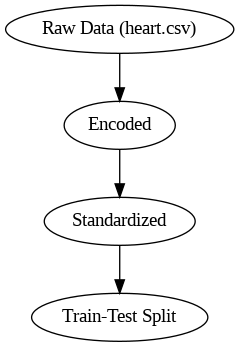 Raw Data (heart.csv)
Encoded
Standardized
Train-Test Split